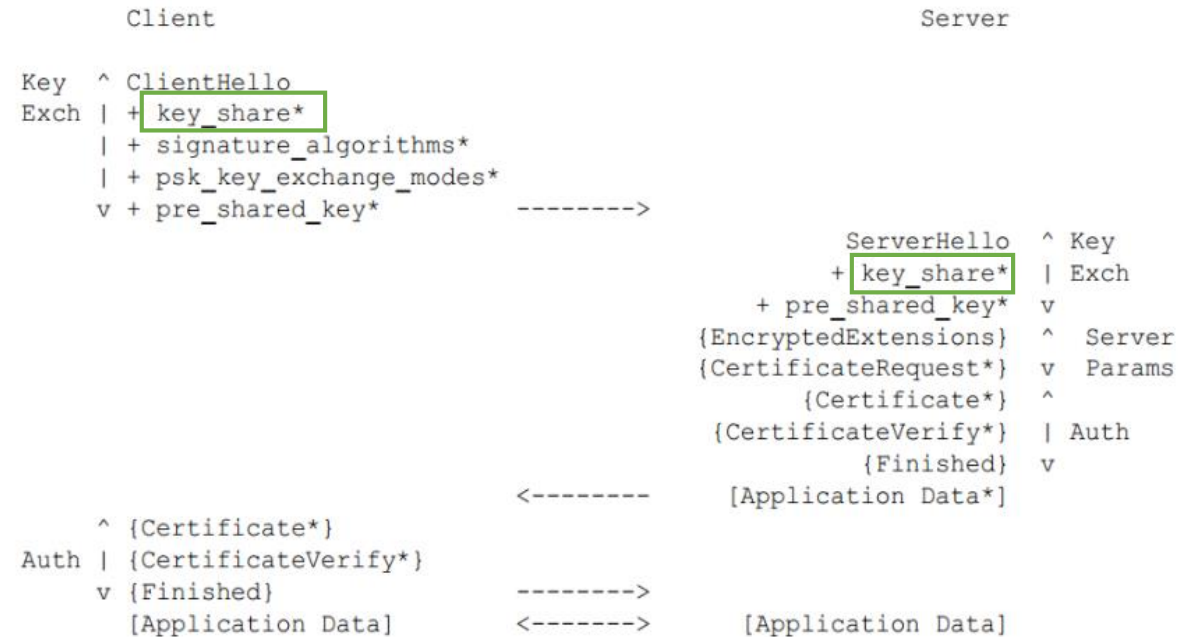 Client Server
Key ^ ClientHello
Exch | + key_share*
| + signature_algorithms*
| + psk_key_exchange_modes*
v + pre_shared_key* -------->
ServerHello ^ Key
+ key_share* | Exch
+ pre_shared_key* v
{EncryptedExtensions} ^ Server
{CertificateRequest*} v Params
{Certificate*} ^
{CertificateVerify*} | Auth
{Finished} v
<-------- [Application Data*]
^ {Certificate*}
Auth | {CertificateVerify*}
v {Finished} -------->
[Application Data] <-------> [Application Data]